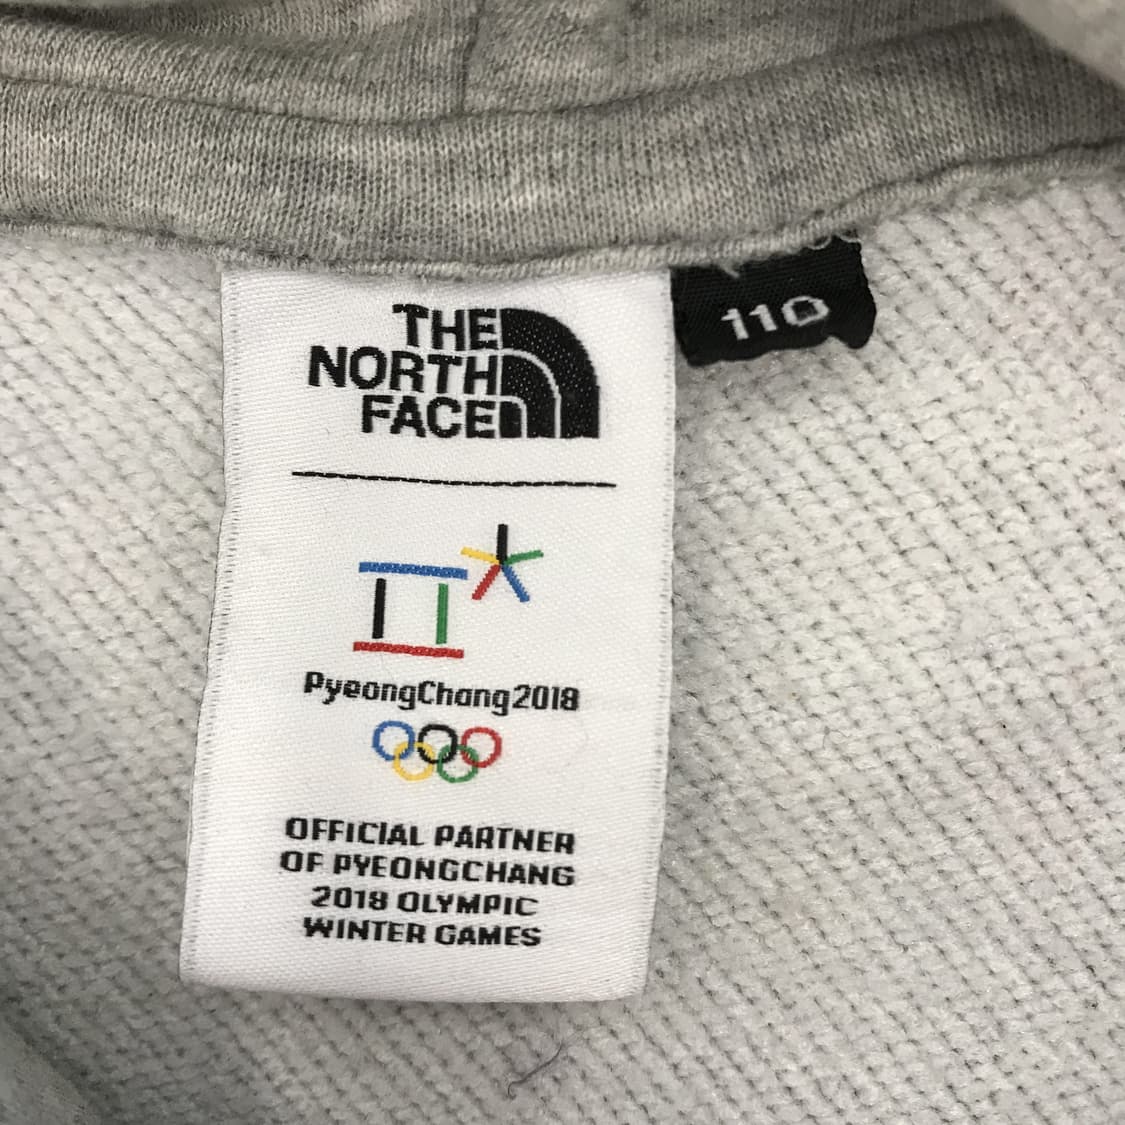 THE
NORTH
FACE
110
PyeongChang2018
OFFICIAL PARTNER
OF PYEONGCHANG
2018 OLYMPIC
WINTER GAMES